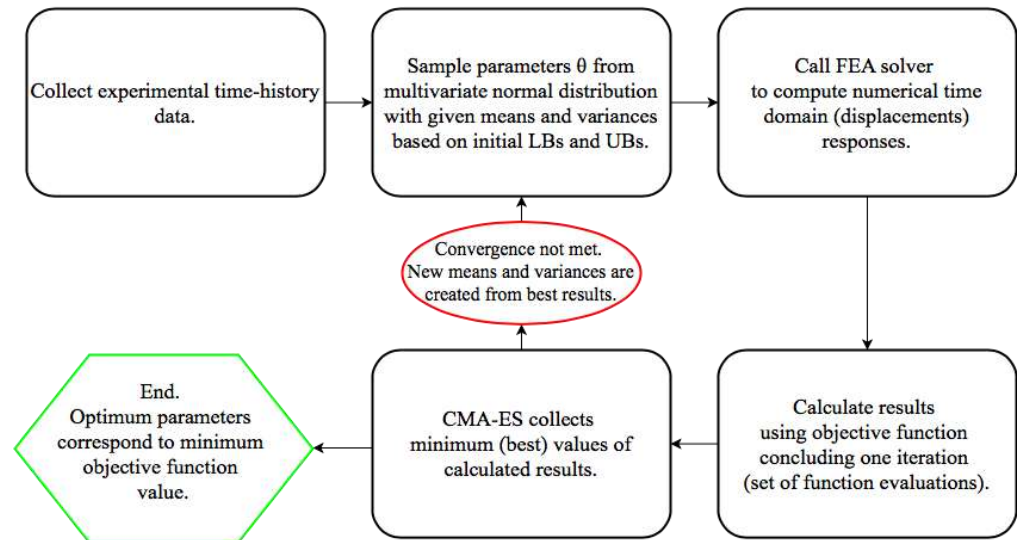 Collect experimental time-history
data.
Sample parameters θ from
multivariate normal distribution
with given means and variances
based on initial LBs and UBs.
Call FEA solver
to compute numerical time
domain (displacements)
responses.
Convergence not met.
New means and variances are
created from best results.
End.
Optimum parameters
correspond to minimum
objective function
value.
CMA-ES collects
minimum (best) values of
calculated results.
Calculate results
using objective function
concluding one iteration
(set of function evaluations).